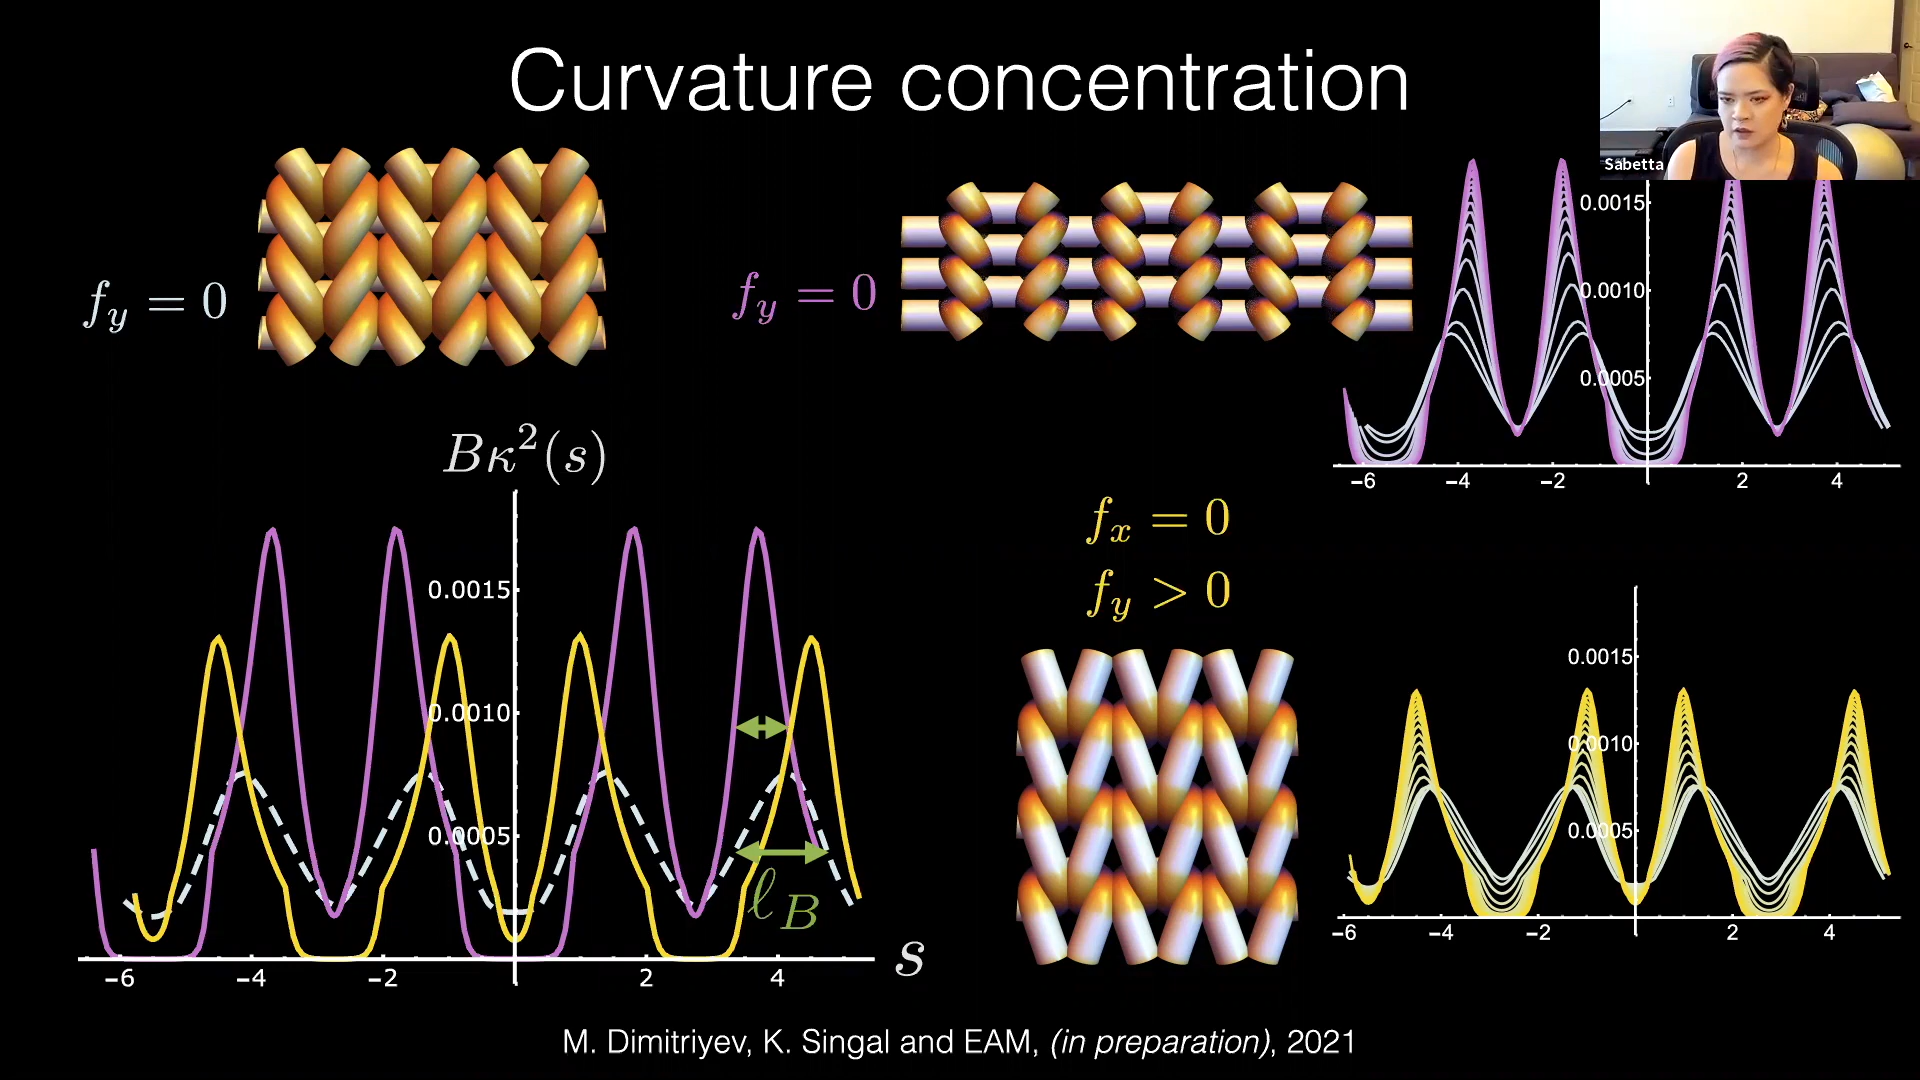 Curvature concentration
Sabetta
f_y = 0
f_y = 0
0.0015
0.0010
0.0005
−6 −4 −2 2 4
Bκ²(s)
0.0015
0.0010
0.0005
ℓ_B
−6 −4 −2 2 4
s
f_x = 0
f_y > 0
0.0015
0.0010
0.0005
−6 −4 −2 2 4
M. Dimitriyev, K. Singal and EAM, (in preparation), 2021